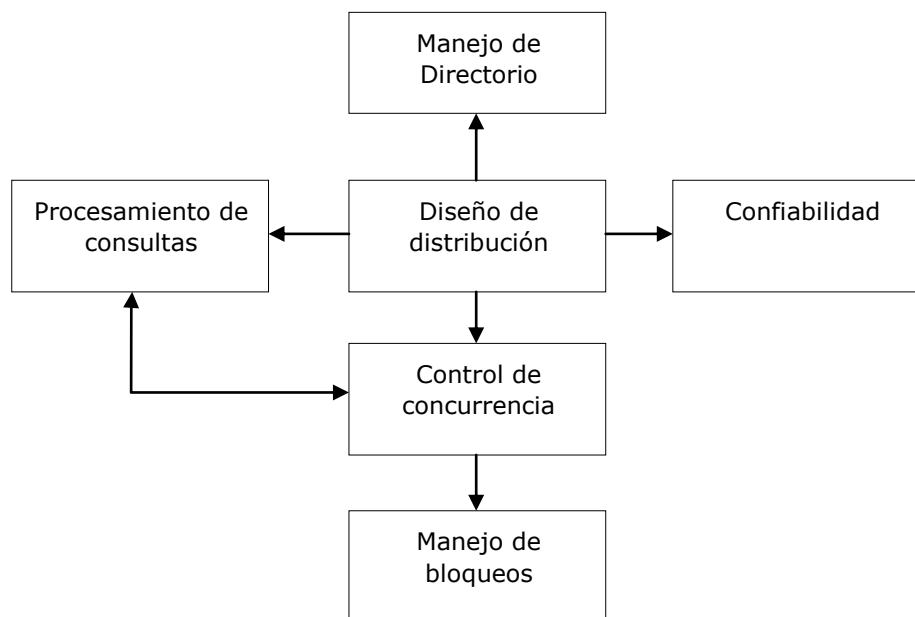 Manejo de
Directorio
Procesamiento de
consultas
Diseño de
distribución
Confiabilidad
Control de
concurrencia
Manejo de
bloqueos